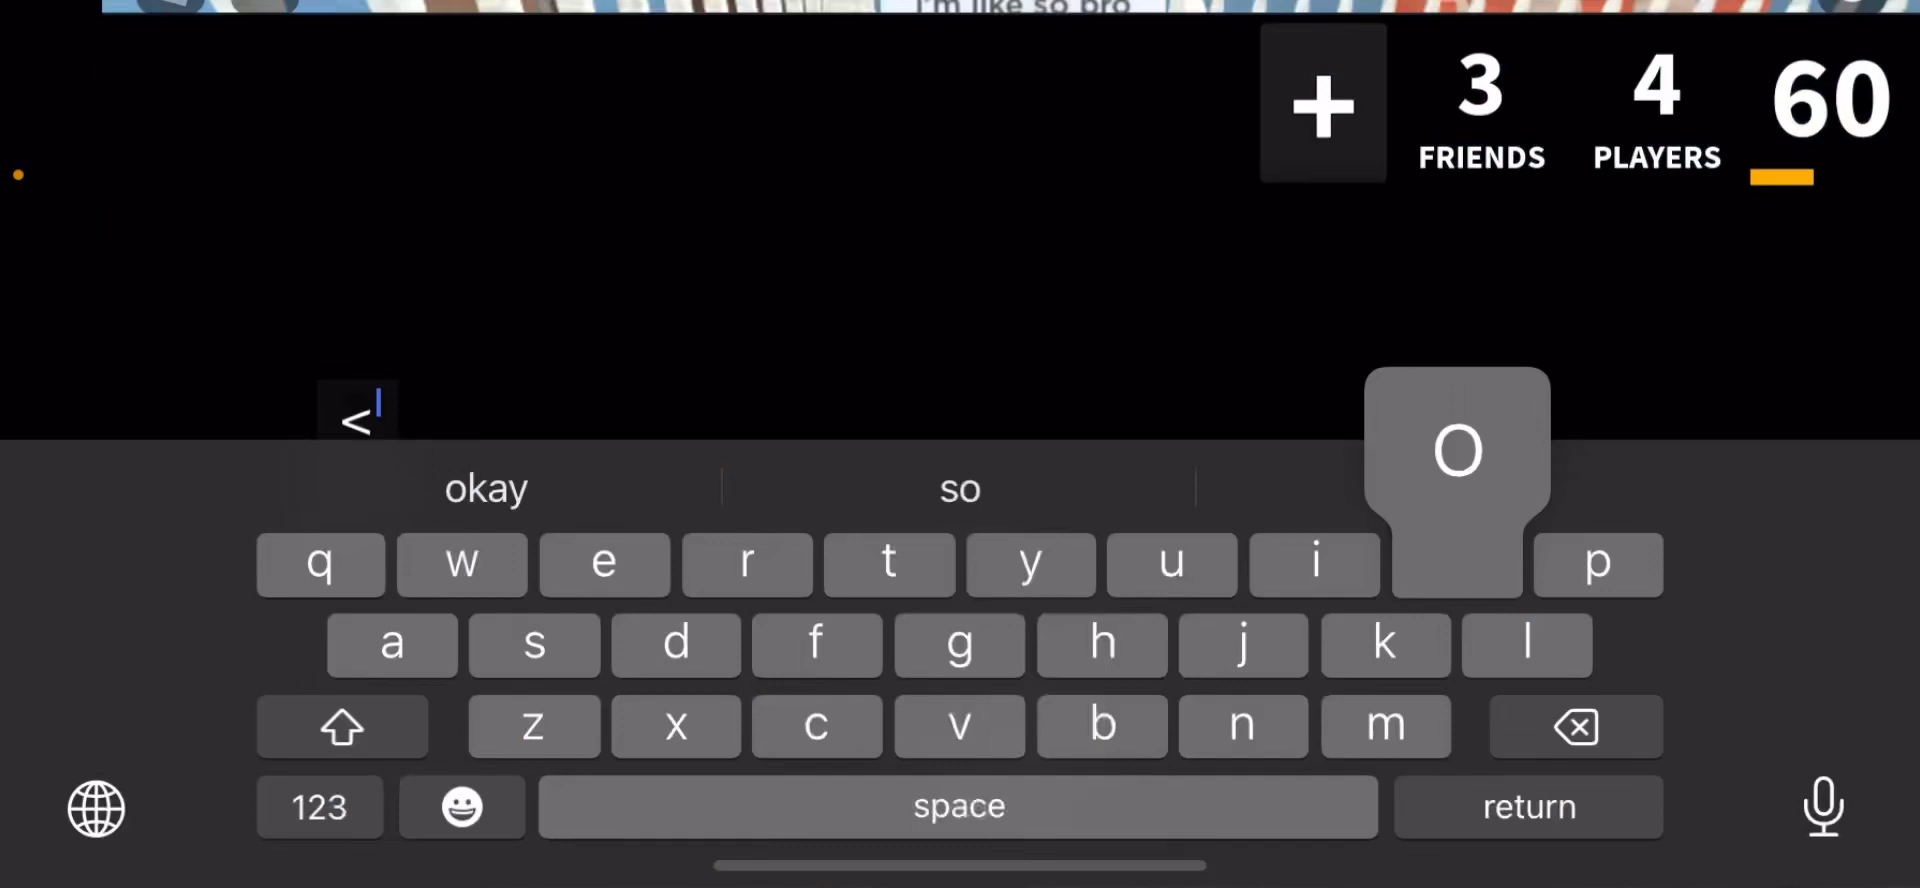 I'm like so bro
+ 3 4 60
FRIENDS PLAYERS
<
O
okay so
q w e r t y u i p
a s d f g h j k l
z x c v b n m
123 space return